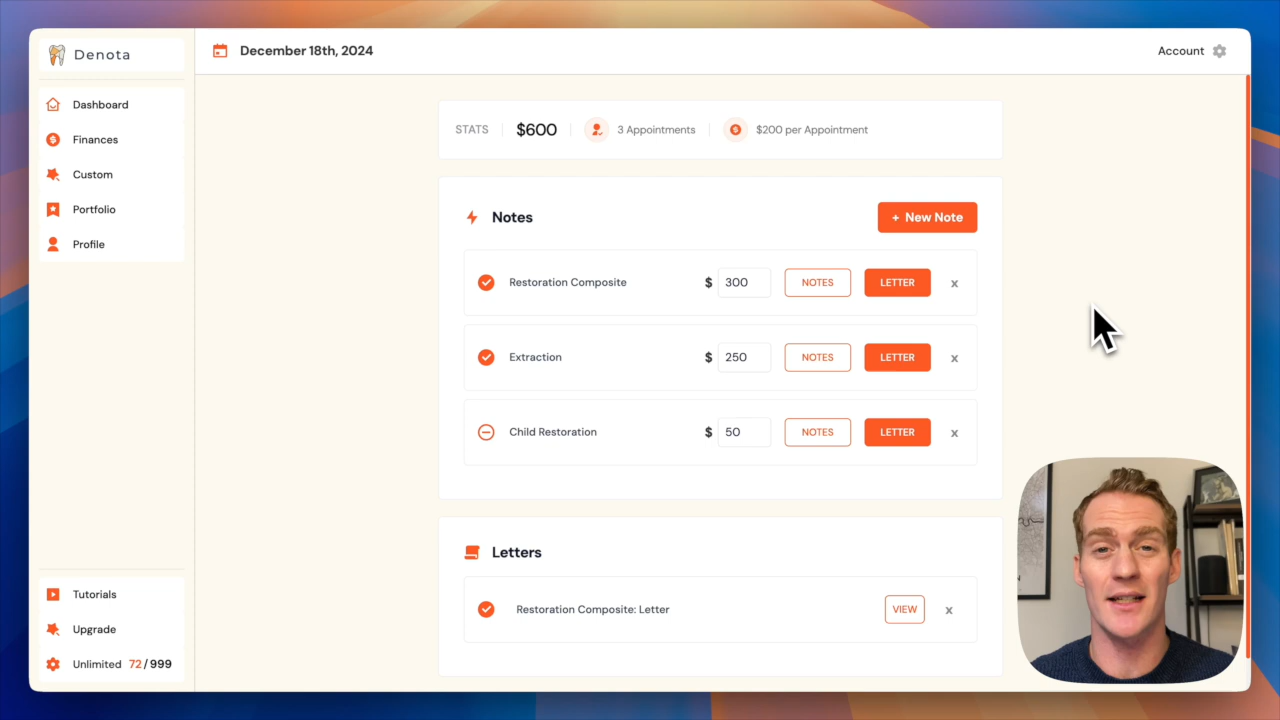 Denota
December 18th, 2024
Account
Dashboard
Finances
Custom
Portfolio
Profile
STATS $600 3 Appointments $200 per Appointment
Notes
+ New Note
Restoration Composite $ 300 NOTES LETTER x
Extraction $ 250 NOTES LETTER x
Child Restoration $ 50 NOTES LETTER x
Letters
Restoration Composite: Letter VIEW x
Tutorials
Upgrade
Unlimited 72/999